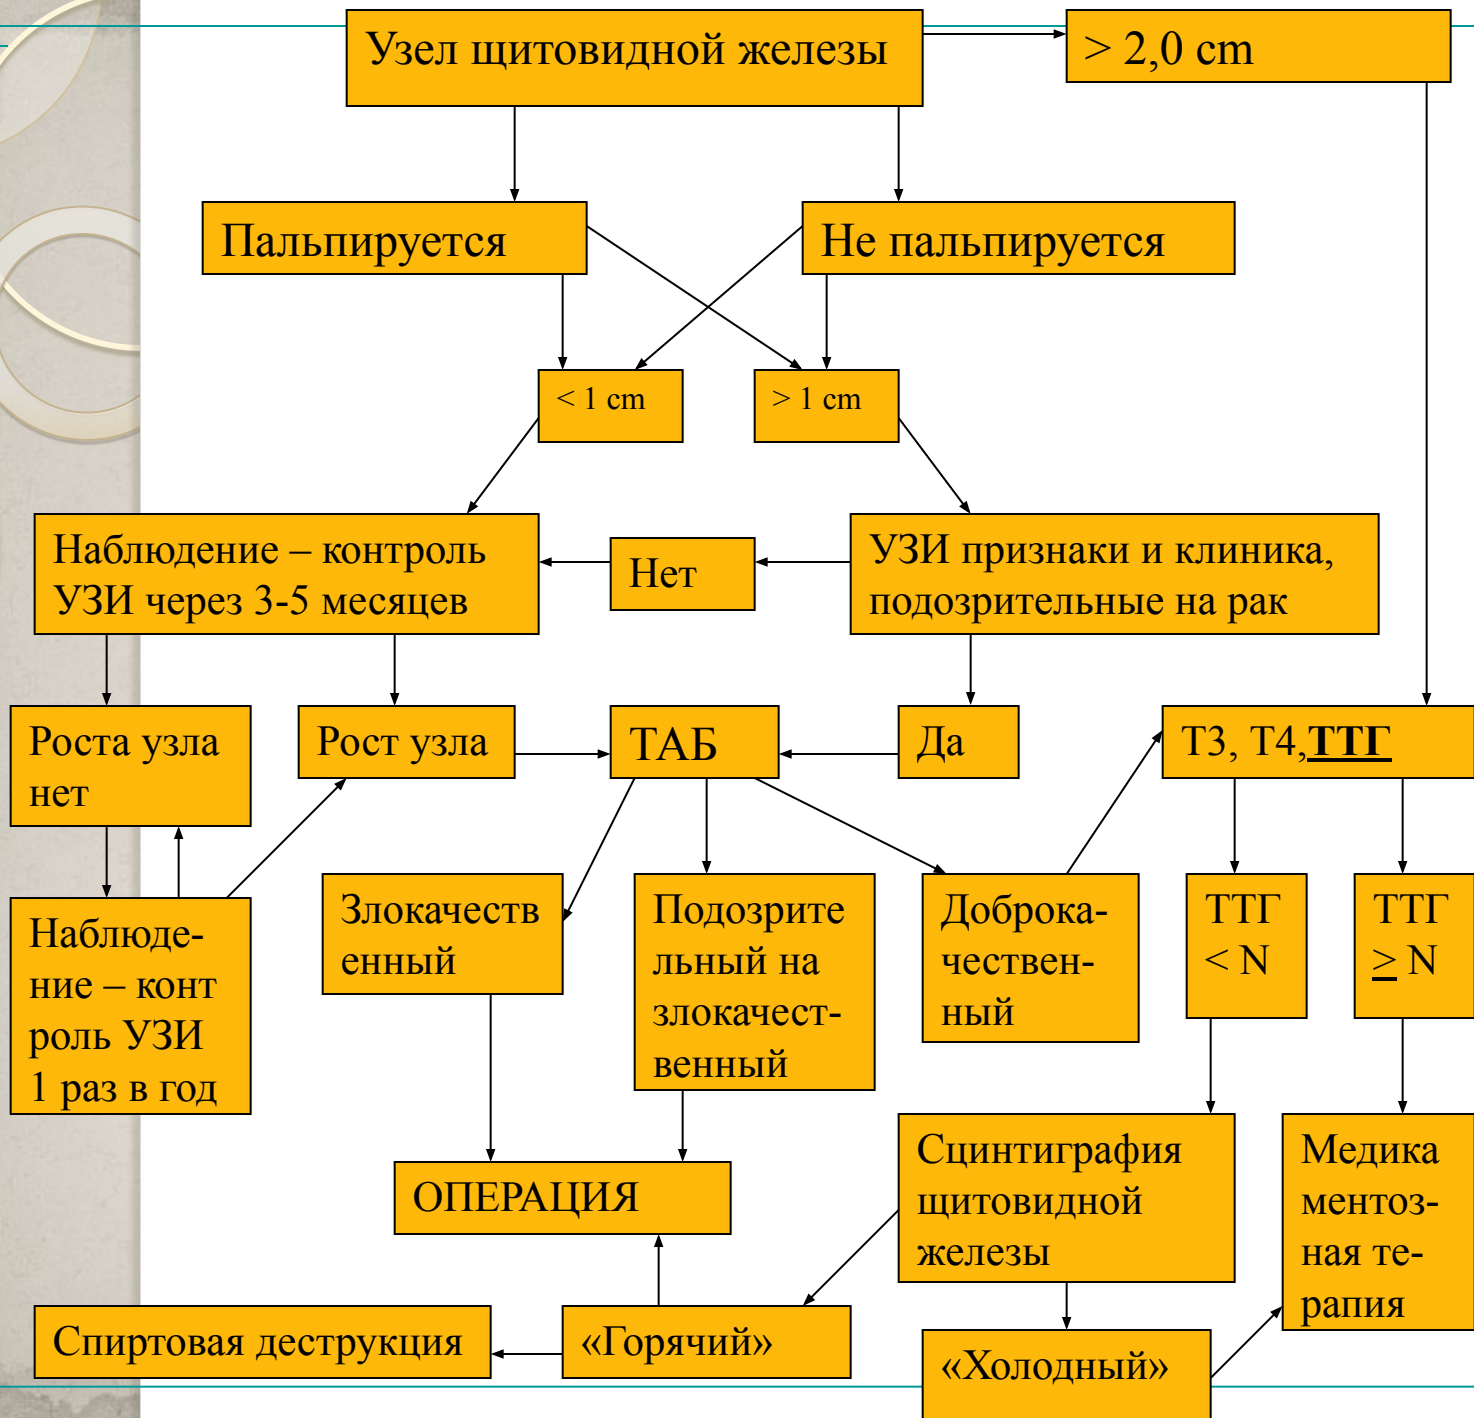 Узел щитовидной железы
> 2,0 cm
Пальпируется
Не пальпируется
< 1 cm
> 1 cm
Наблюдение – контроль
УЗИ через 3-5 месяцев
Нет
УЗИ признаки и клиника,
подозрительные на рак
Роста узла
нет
Рост узла
ТАБ
Да
Т3, Т4,ТТГ
Наблюде-
ние – конт
роль УЗИ
1 раз в год
Злокачеств
енный
Подозрите
льный на
злокачест-
венный
Доброка-
чествен-
ный
ТТГ
< N
ТТГ
≥ N
ОПЕРАЦИЯ
Сцинтиграфия
щитовидной
железы
Медика
ментоз-
ная те-
рапия
Спиртовая деструкция
«Горячий»
«Холодный»